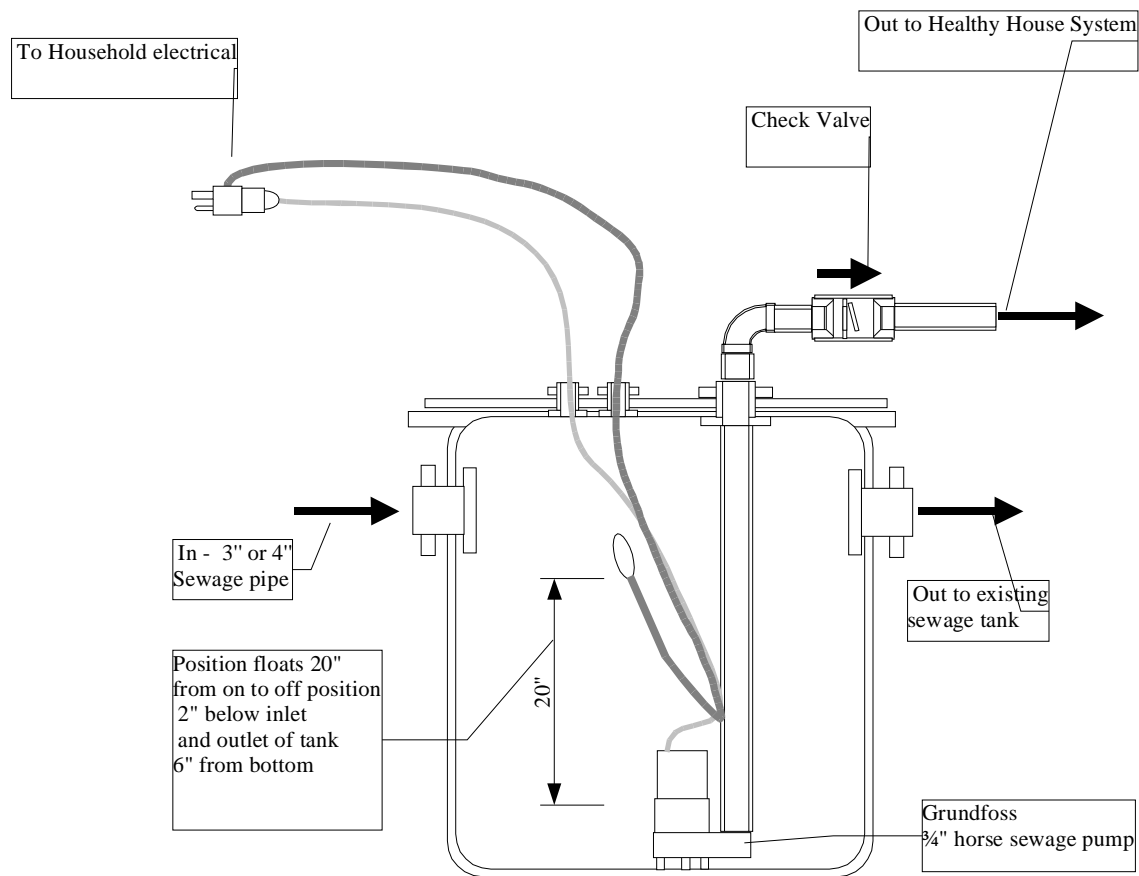 To Household electrical
Out to Healthy House System
Check Valve
In - 3" or 4"
Sewage pipe
Out to existing
sewage tank
Position floats 20"
from on to off position
2" below inlet
and outlet of tank
6" from bottom
20"
Grundfoss
¾" horse sewage pump